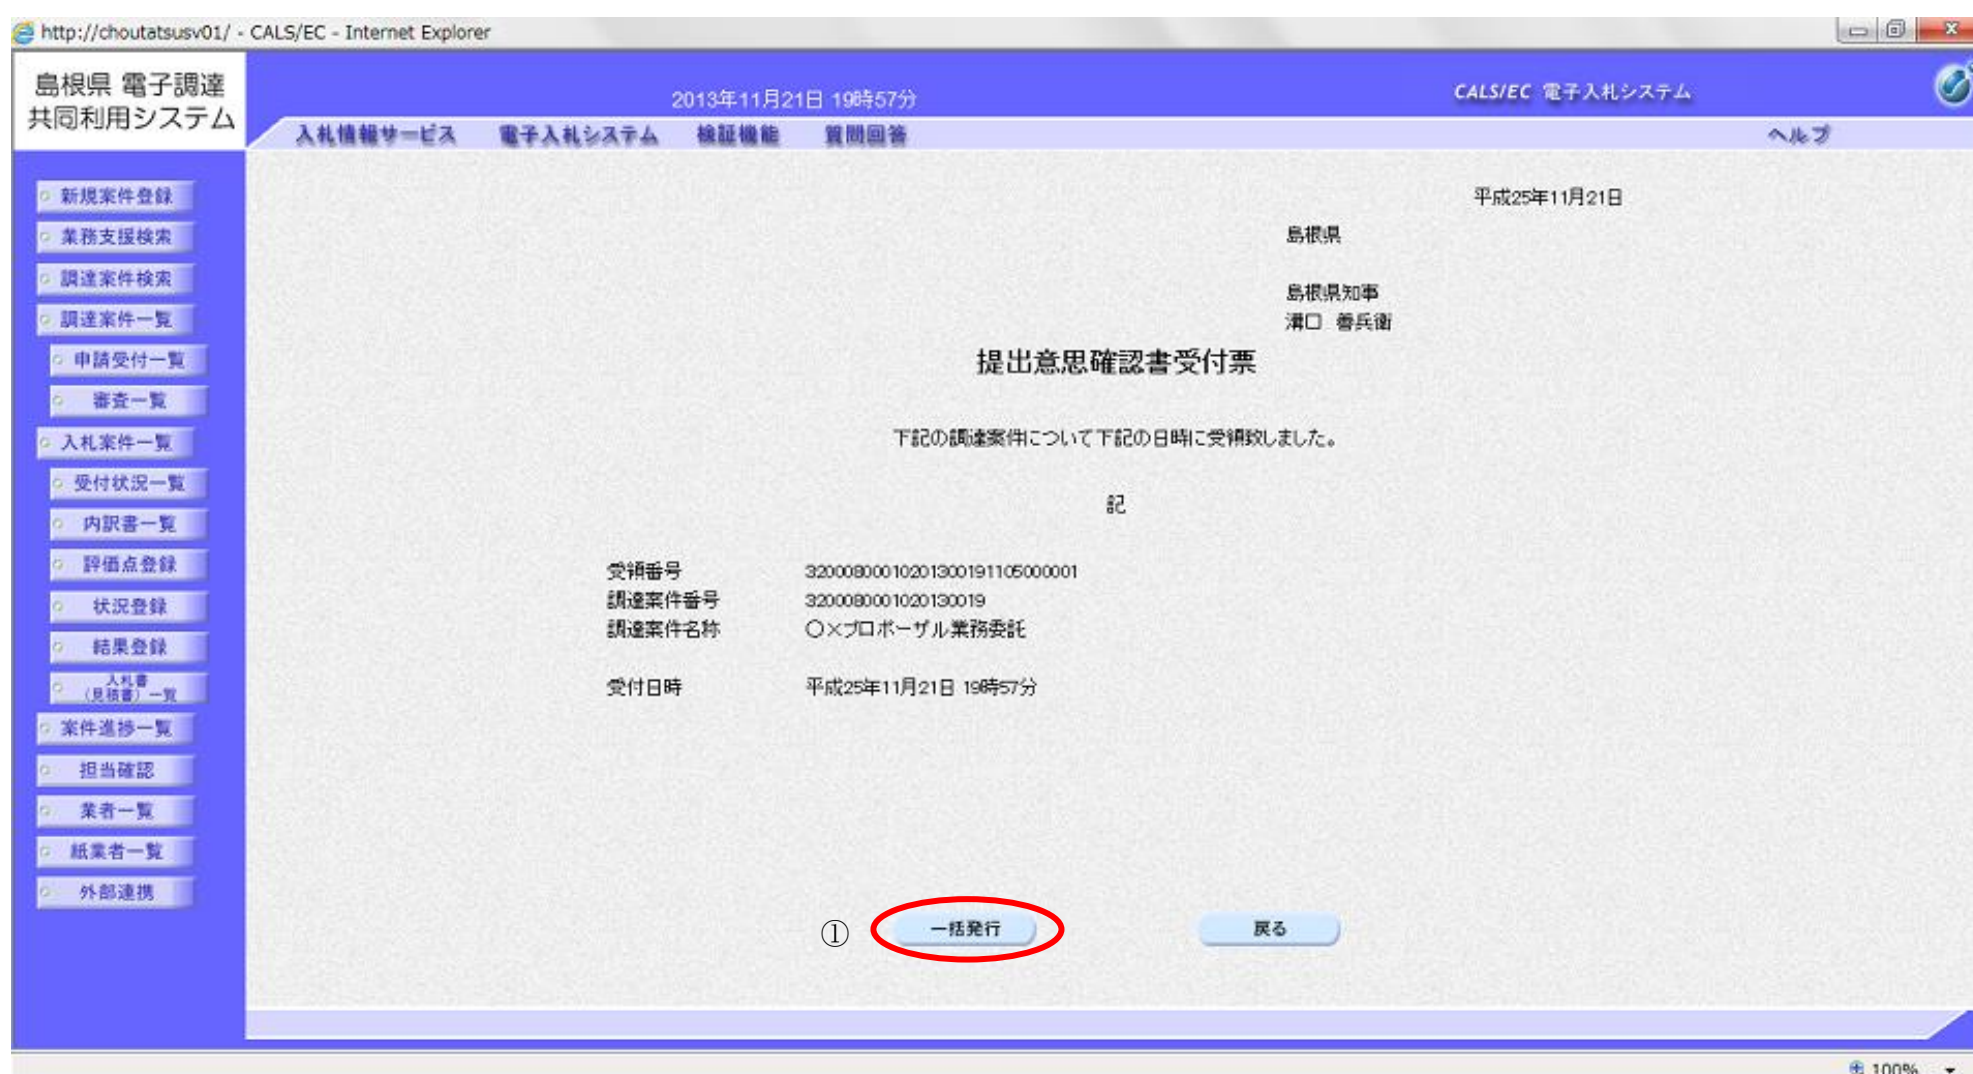 http://choutatsusv01/ - CALS/EC - Internet Explorer
島根県 電子調達
共同利用システム
2013年11月21日 19時57分
CALS/EC 電子入札システム
入札情報サービス 電子入札システム 検証機能 質問回答 ヘルプ
新規案件登録
業務支援検索
調達案件検索
調達案件一覧
申請受付一覧
審査一覧
入札案件一覧
受付状況一覧
内訳書一覧
評価点登録
状況登録
結果登録
入札書
(見積書)一覧
案件進捗一覧
担当確認
業者一覧
紙業者一覧
外部連携
平成25年11月21日
島根県
島根県知事
溝口 善兵衛
提出意思確認書受付票
下記の調達案件について下記の日時に受領致しました。
記
受領番号 32000800010201300191105000001
調達案件番号 3200080001020130019
調達案件名称 〇×プロポーザル業務委託
受付日時 平成25年11月21日 19時57分
① 一括発行 戻る
100%